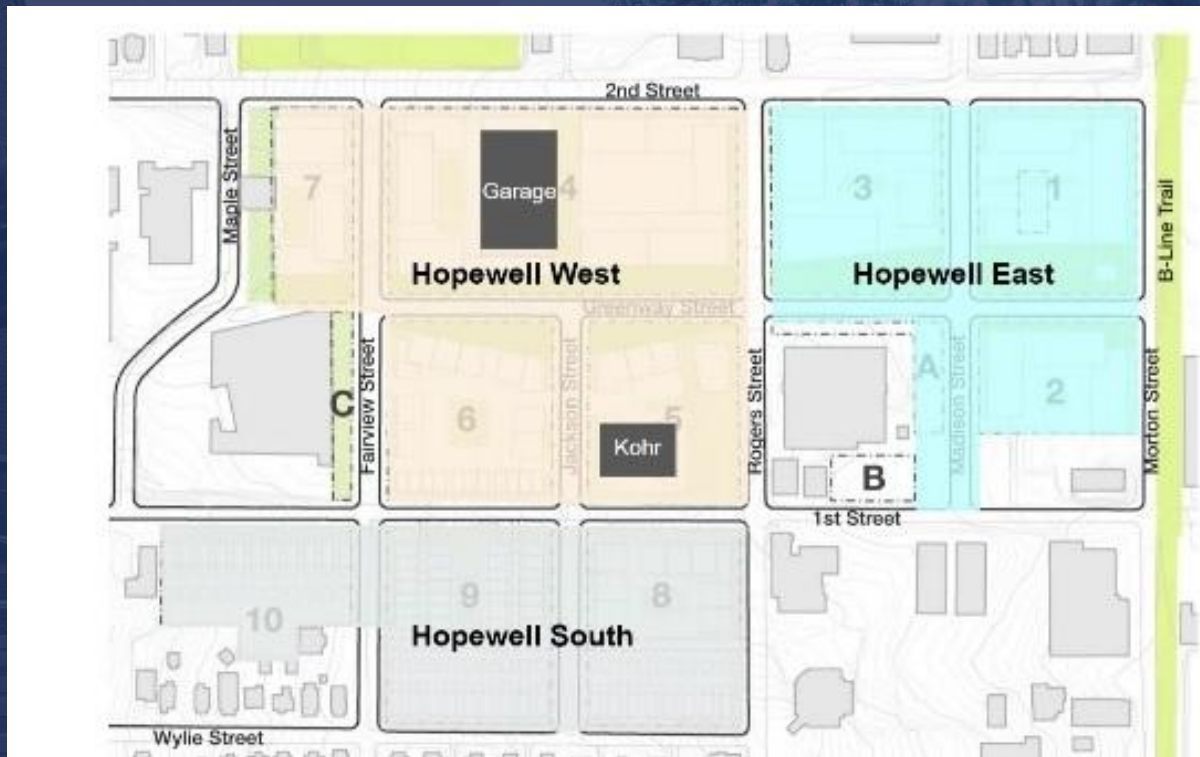 2nd Street
Maple Street
7
Garage
4
3
1
B-Line Trail
Hopewell West
Hopewell East
Greenway Street
C
Fairview Street
6
Jackson Street
5
Kohr
Rogers Street
A
Madison Street
2
Morton Street
B
1st Street
10
9
8
Hopewell South
Wylie Street